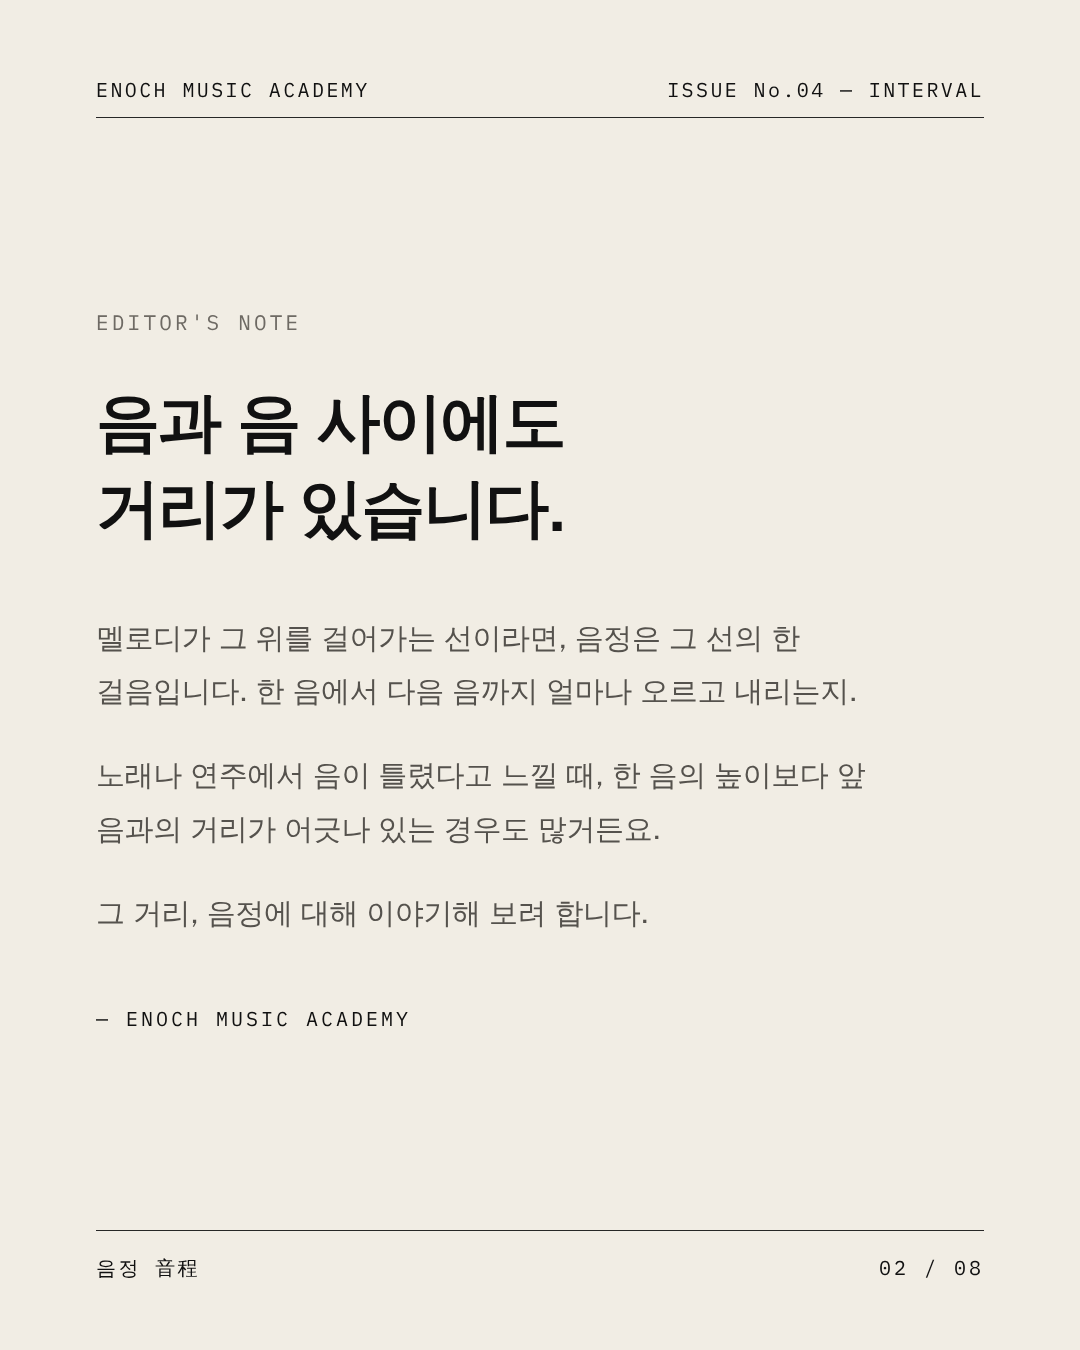 ENOCH MUSIC ACADEMY
ISSUE No.04 — INTERVAL
EDITOR'S NOTE
음과 음 사이에도
거리가 있습니다.
멜로디가 그 위를 걸어가는 선이라면, 음정은 그 선의 한
걸음입니다. 한 음에서 다음 음까지 얼마나 오르고 내리는지.
노래나 연주에서 음이 틀렸다고 느낄 때, 한 음의 높이보다 앞
음과의 거리가 어긋나 있는 경우도 많거든요.
그 거리, 음정에 대해 이야기해 보려 합니다.
— ENOCH MUSIC ACADEMY
음정 音程
02 / 08